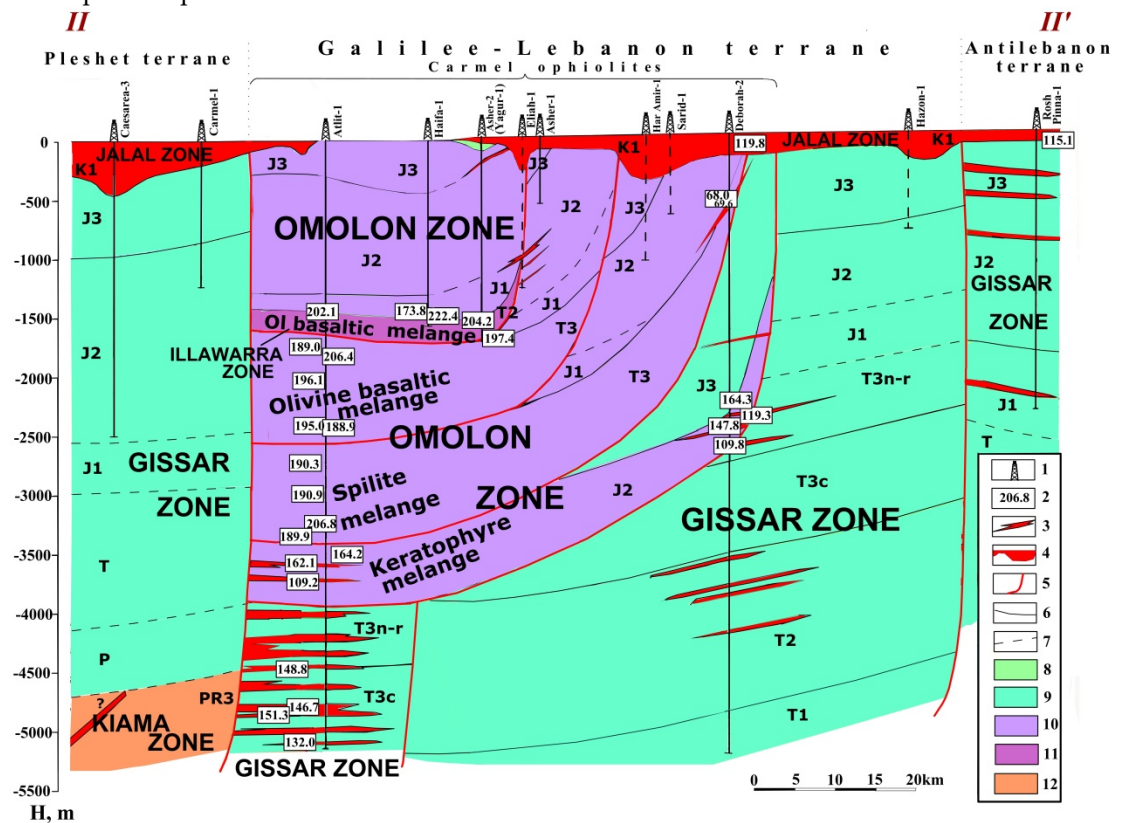 II
II'
Galilee-Lebanon terrane
Pleshet terrane
Carmel ophiolites
Antilebanon
terrane
Caesarea-3
Carmel-1
Atlit-1
Haifa-1
Asher-2
(Yagur-1)
Eliah-1
Asher-1
Har Amir-1
Sarid-1
Deborah-2
Hazon-1
Rosh
Pinna-1
0
-500
-1000
-1500
-2000
-2500
-3000
-3500
-4000
-4500
-5000
-5500
H, m
JALAL ZONE
K1
J3
J2
J1
GISSAR
ZONE
T
P
?
KIAMA
ZONE
PR3
J3
J3
OMOLON ZONE
J2
J1
T2
202.1
173.8
222.4
204.2
197.4
Ol basaltic melange
ILLAWARRA
ZONE
189.0
206.4
196.1
Olivine basaltic
melange
195.0
188.9
OMOLON
ZONE
190.3
190.9
Spilite
melange
206.8
189.9
164.2
Keratophyre
melange
162.1
109.2
T3n-r
148.8
T3c
146.7
151.3
132.0
GISSAR ZONE
J3
J2
J1
T3
J1
K1
J3
J2
T3
J3
J2
119.8
68.0
69.6
164.3
119.3
147.8
109.8
JALAL ZONE
K1
J3
J2
J1
T3n-r
T3c
GISSAR ZONE
T2
T1
115.1
J3
J2
GISSAR
ZONE
J1
T
1
206.8
2
3
4
5
6
7
8
9
10
11
12
0 5 10 15 20km